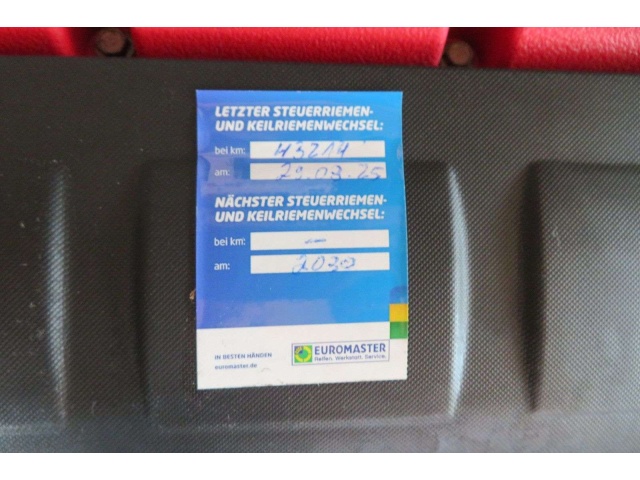 LETZTER STEUERRIEMEN-
UND KEILRIEMENWECHSEL:
bei km: 43214
am: 29.03.25
NÄCHSTER STEUERRIEMEN-
UND KEILRIEMENWECHSEL:
bei km: –
am: 2030
IN BESTEN HÄNDEN
euromaster.de
EUROMASTER
Reifen. Werkstatt. Service.